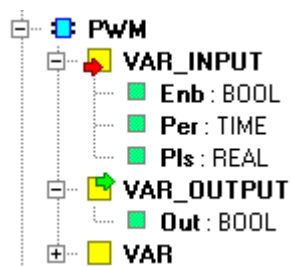 PWM
VAR_INPUT
Enb : BOOL
Per : TIME
Pls : REAL
VAR_OUTPUT
Out : BOOL
VAR